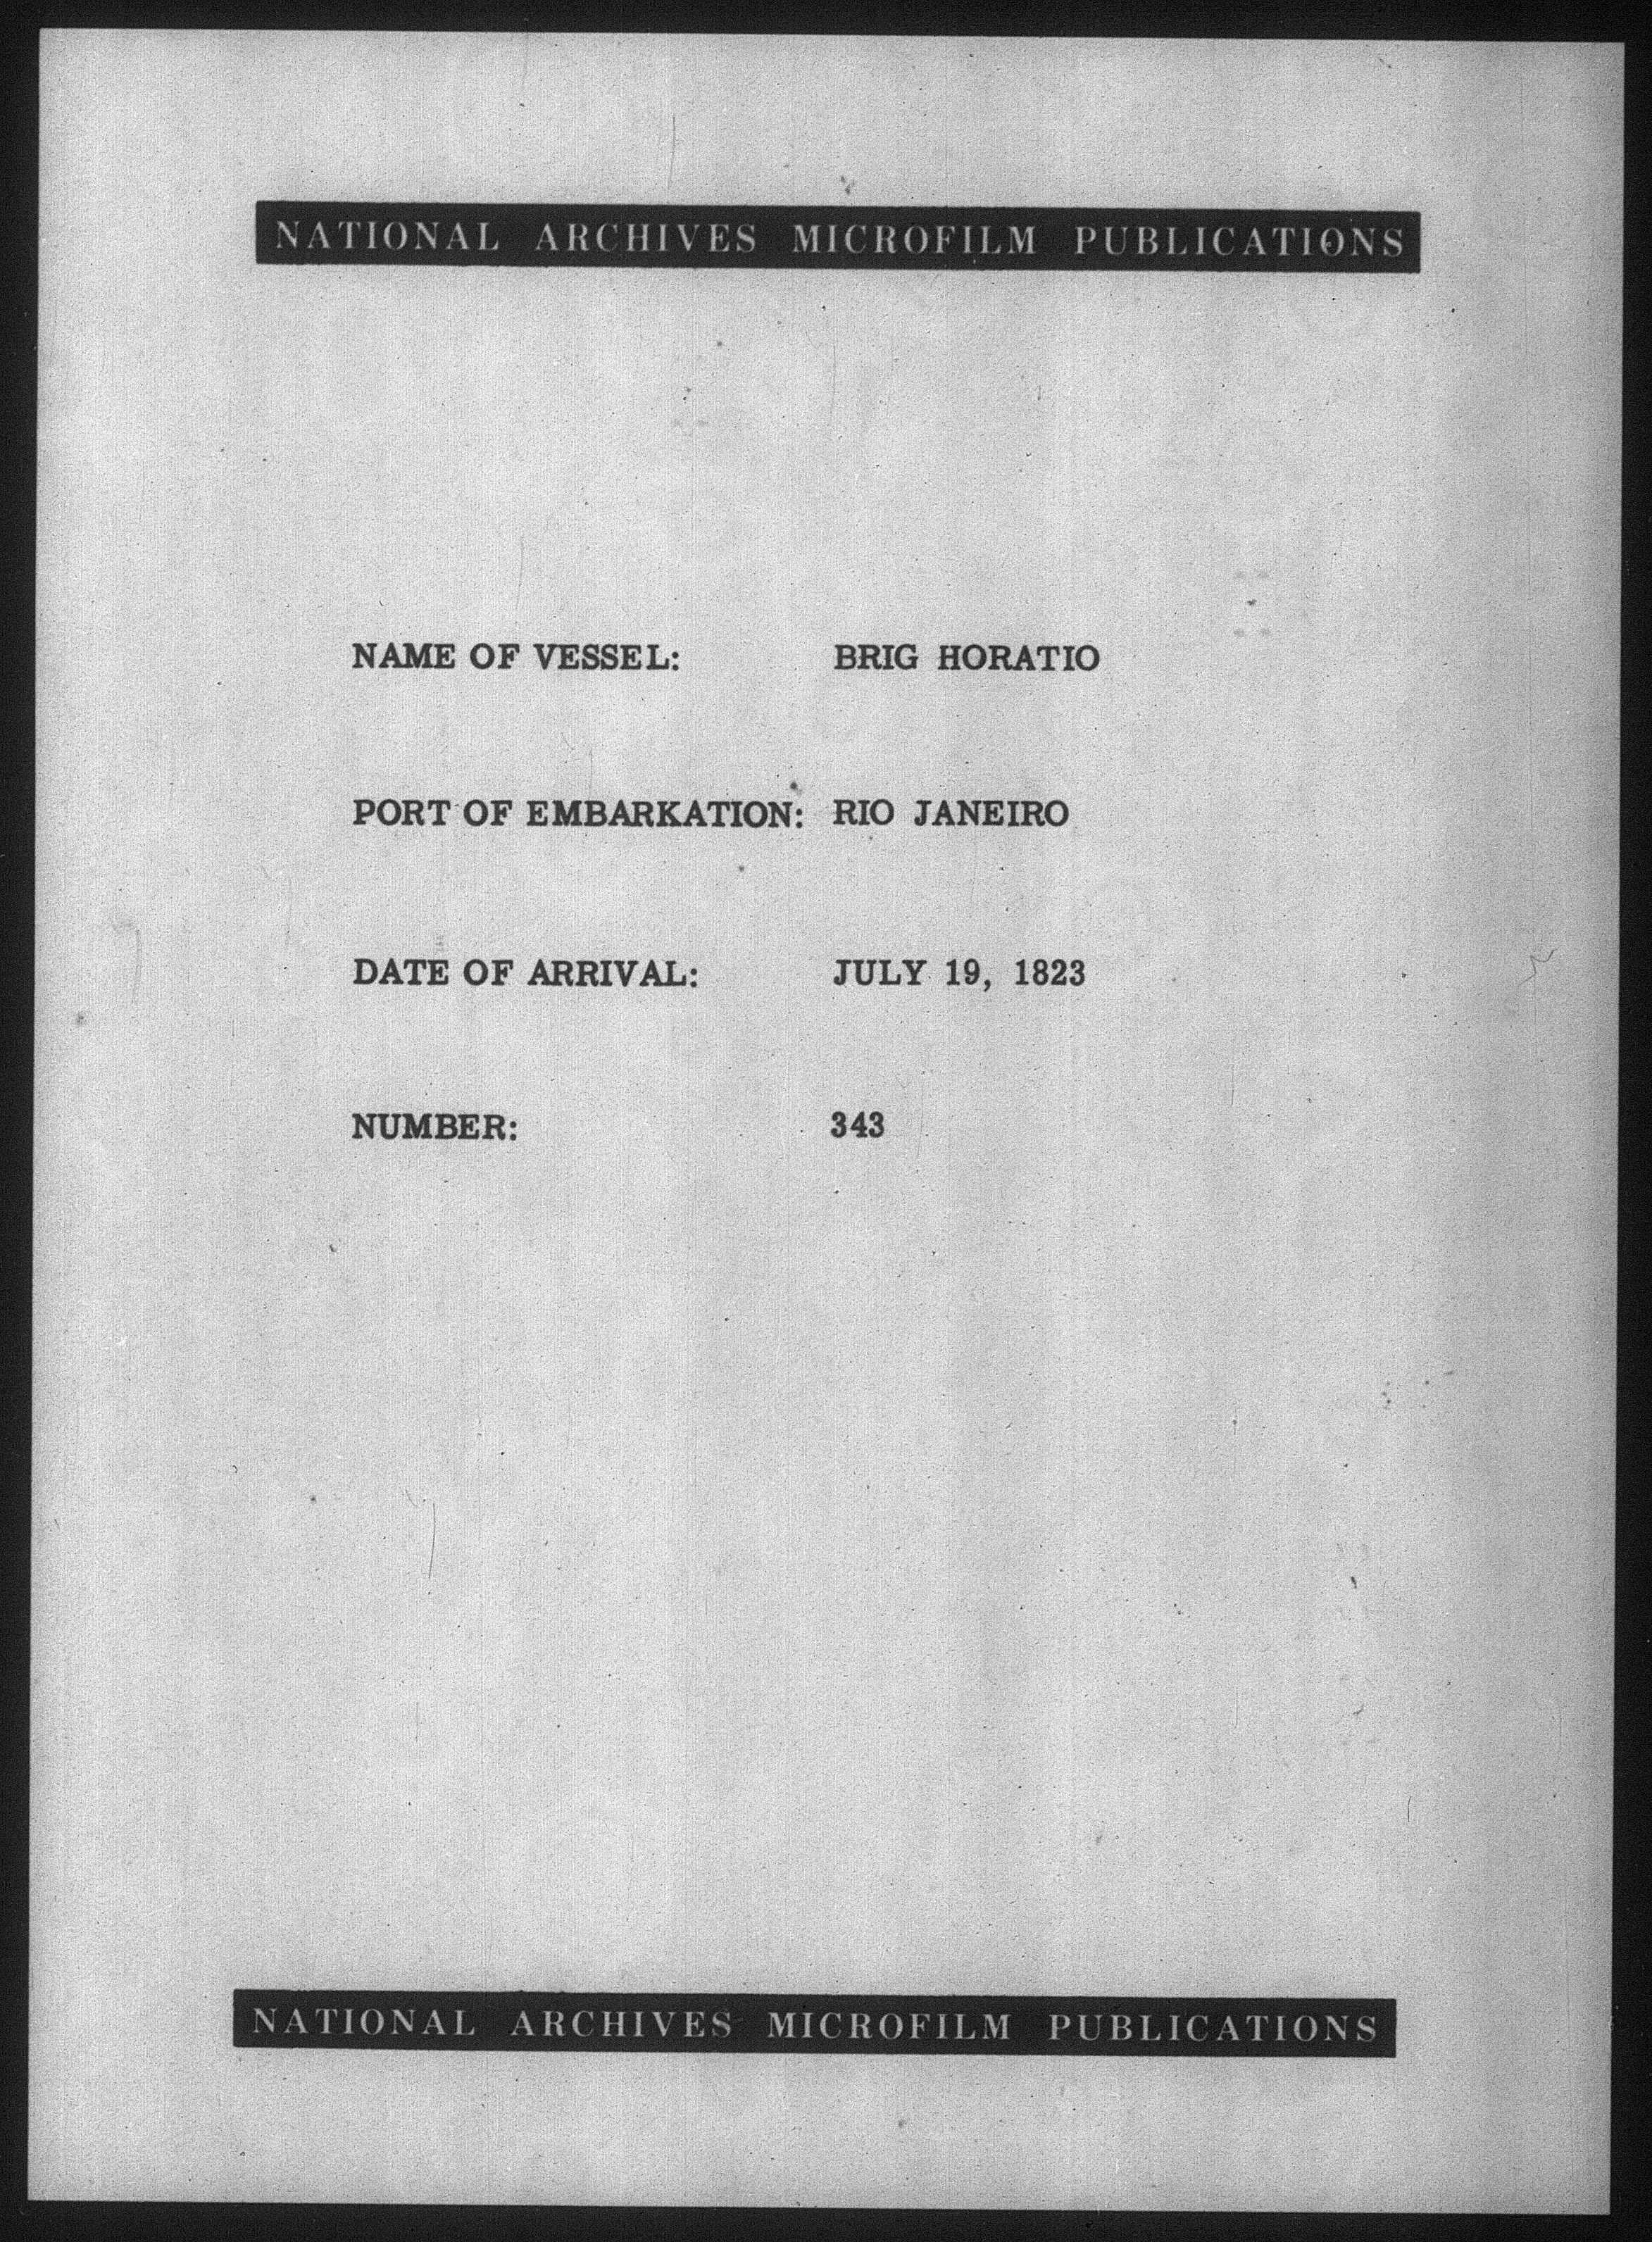 NATIONAL ARCHIVES MICROFILM PUBLICATIONS
NAME OF VESSEL: BRIG HORATIO
PORT OF EMBARKATION: RIO JANEIRO
DATE OF ARRIVAL: JULY 19, 1823
NUMBER: 343
NATIONAL ARCHIVES MICROFILM PUBLICATIONS